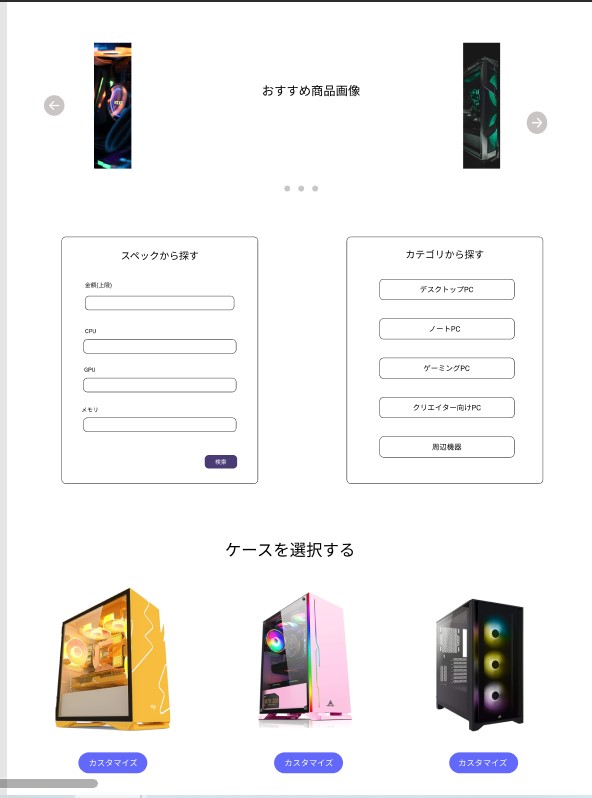 おすすめ商品画像
スペックから探す
金額(上限)
CPU
GPU
メモリ
検索
カテゴリから探す
デスクトップPC
ノートPC
ゲーミングPC
クリエイター向けPC
周辺機器
ケースを選択する
カスタマイズ
カスタマイズ
カスタマイズ